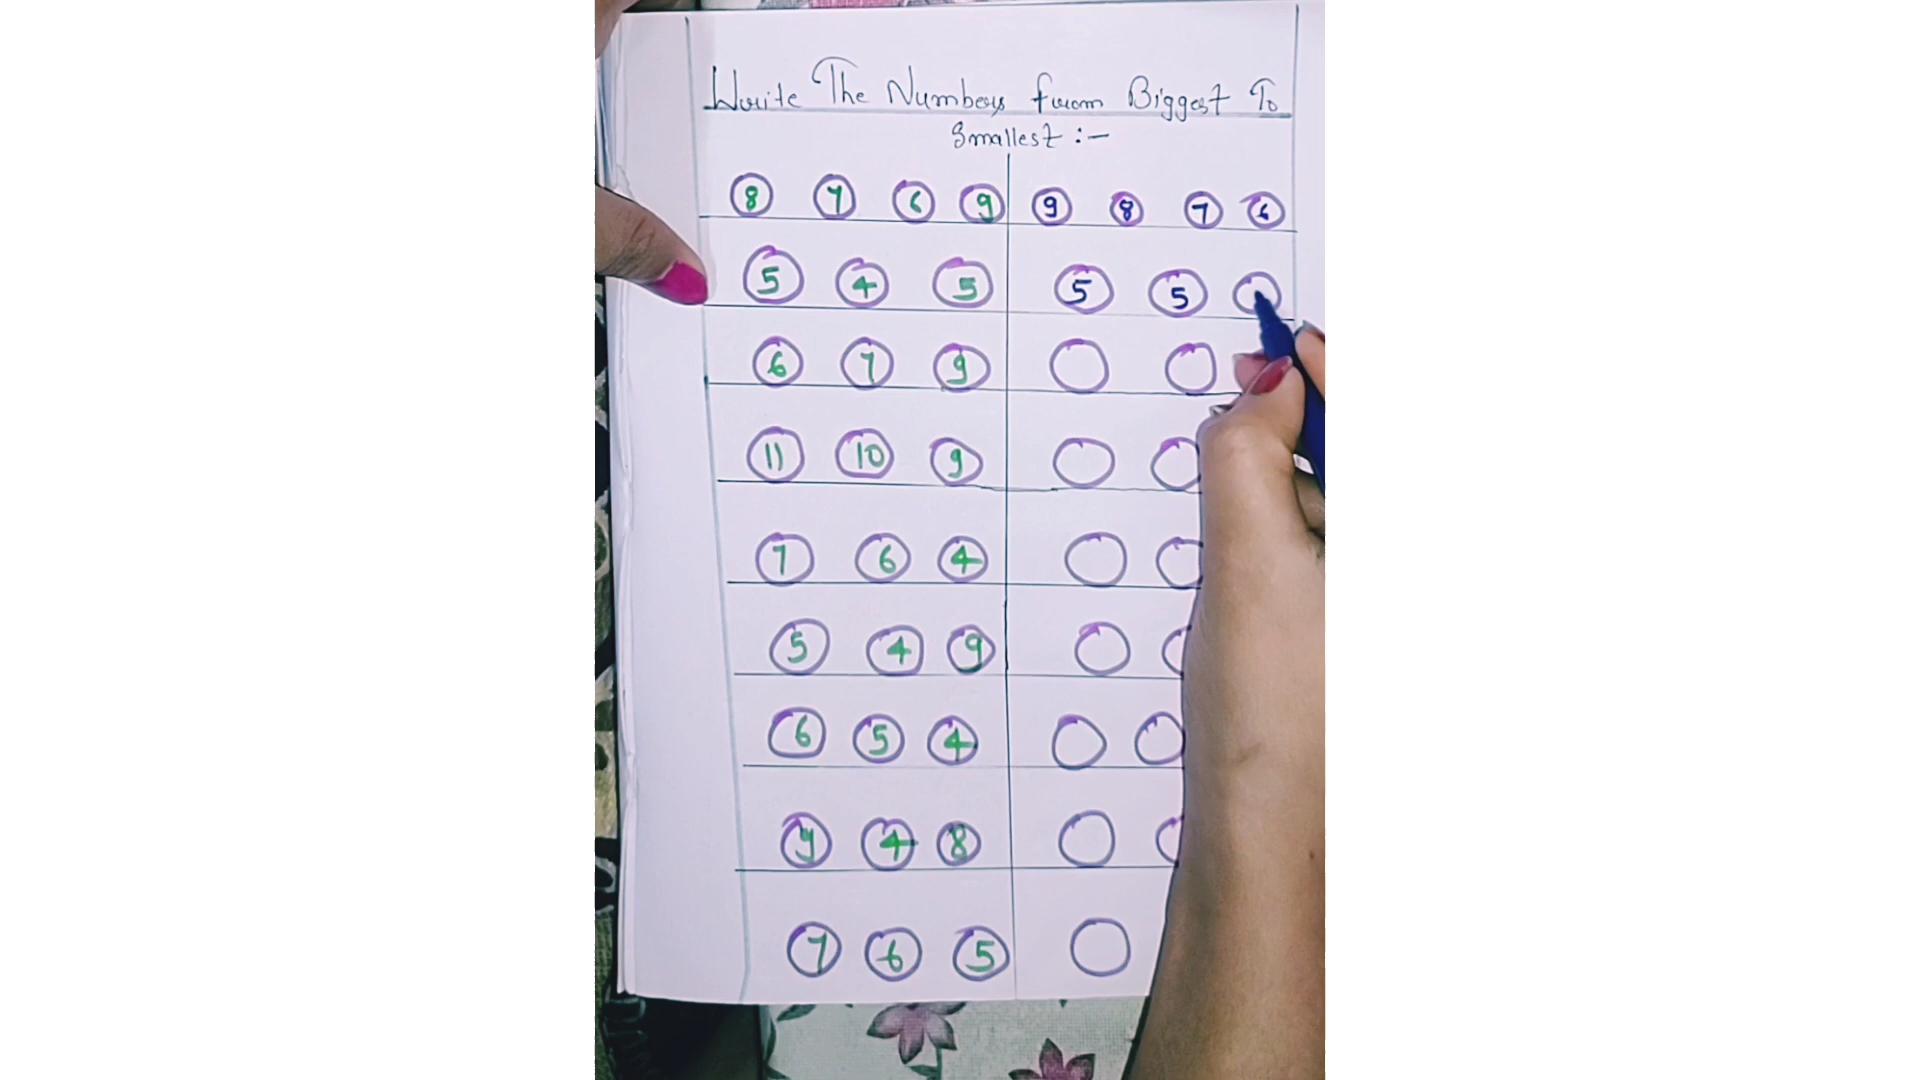 Write The Numbers from Biggest To
Smallest :-
8 7 6 9 9 8 7 6
5 4 5 5 5
6 7 9
11 10 9
7 6 4
5 4 9
6 5 4
9 4 8
7 6 5